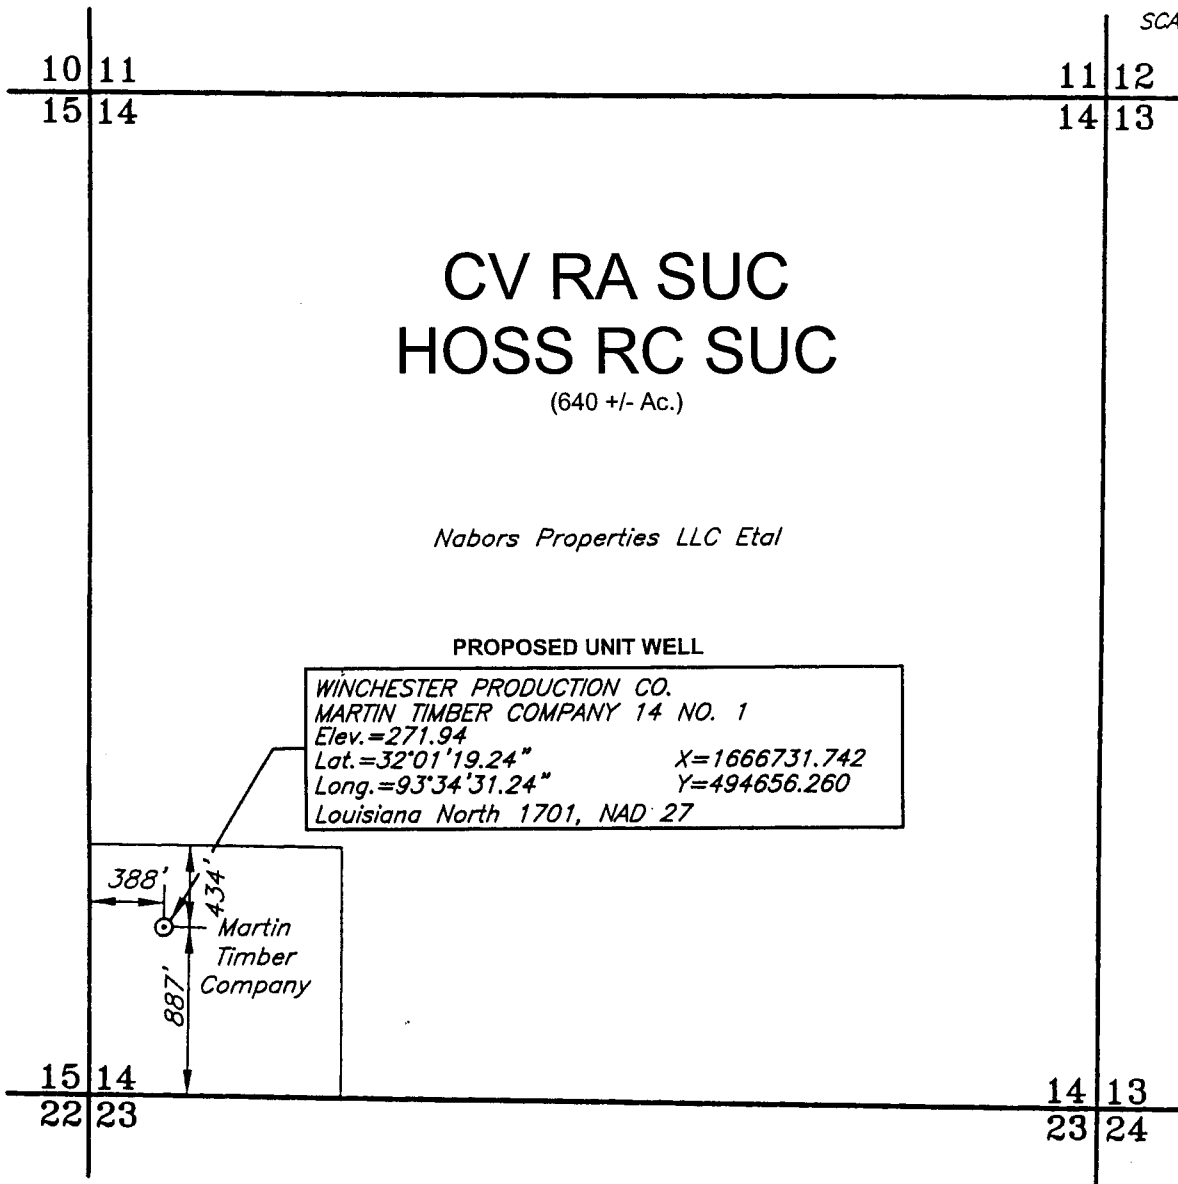 SCA
10 11
11 12
15 14
14 13
CV RA SUC
HOSS RC SUC
(640 +/- Ac.)
Nabors Properties LLC Etal
PROPOSED UNIT WELL
WINCHESTER PRODUCTION CO.
MARTIN TIMBER COMPANY 14 NO. 1
Elev.=271.94
Lat.=32°01'19.24" X=1666731.742
Long.=93°34'31.24" Y=494656.260
Louisiana North 1701, NAD 27
388'
434'
Martin
Timber
Company
887'
15 14
14 13
22 23
23 24